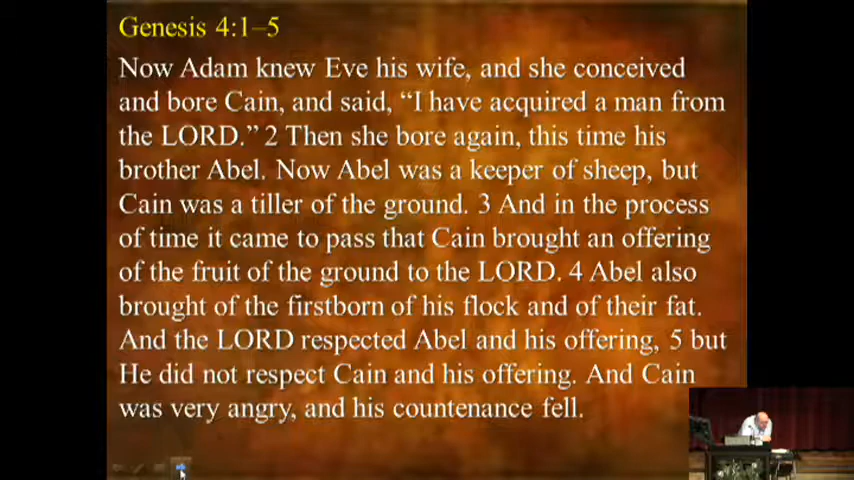 Genesis 4:1–5
Now Adam knew Eve his wife, and she conceived
and bore Cain, and said, “I have acquired a man from
the LORD.” 2 Then she bore again, this time his
brother Abel. Now Abel was a keeper of sheep, but
Cain was a tiller of the ground. 3 And in the process
of time it came to pass that Cain brought an offering
of the fruit of the ground to the LORD. 4 Abel also
brought of the firstborn of his flock and of their fat.
And the LORD respected Abel and his offering, 5 but
He did not respect Cain and his offering. And Cain
was very angry, and his countenance fell.